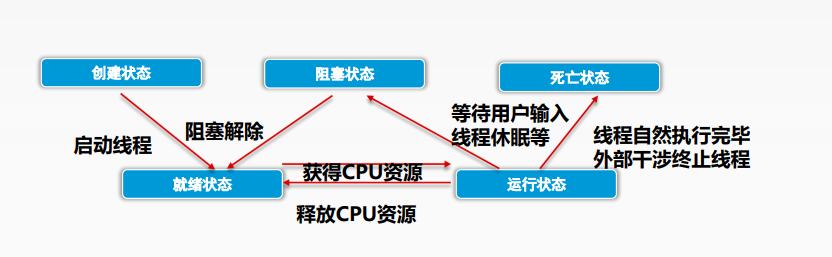 创建状态
阻塞状态
死亡状态
启动线程
阻塞解除
等待用户输入
线程休眠等
线程自然执行完毕
外部干涉终止线程
就绪状态
获得CPU资源
运行状态
释放CPU资源